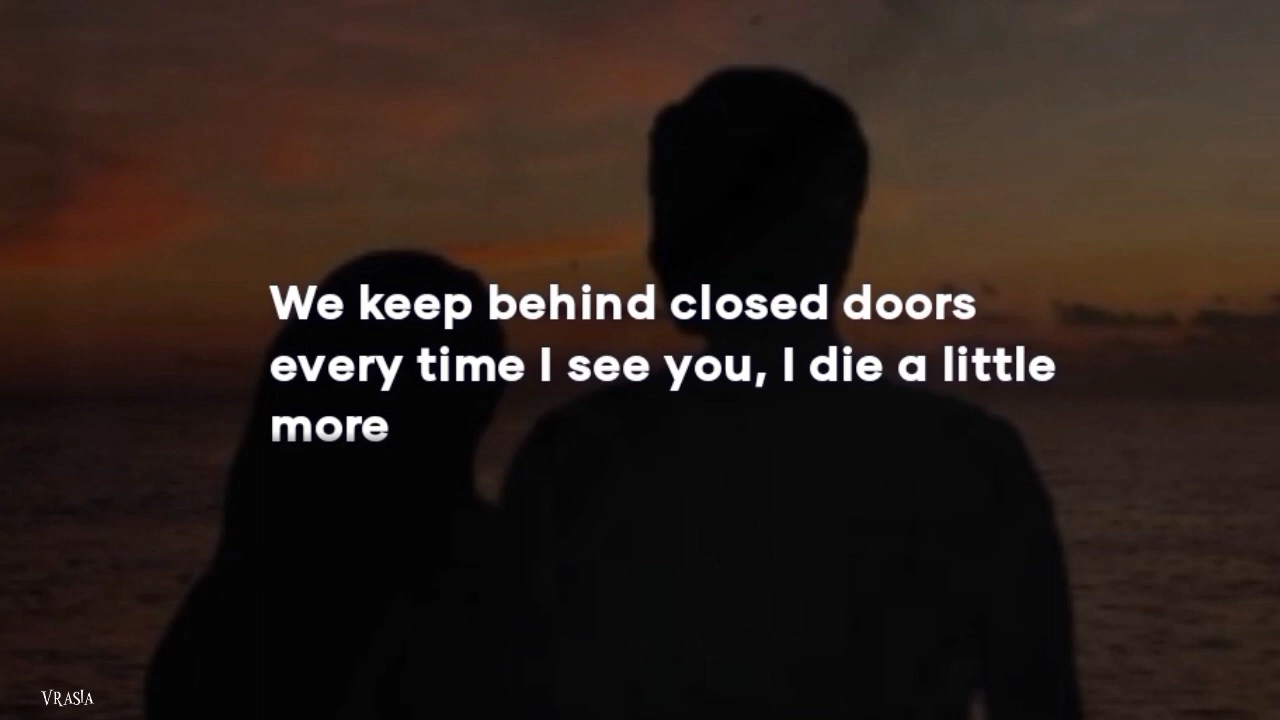 We keep behind closed doors
every time I see you, I die a little
more
VRASIA